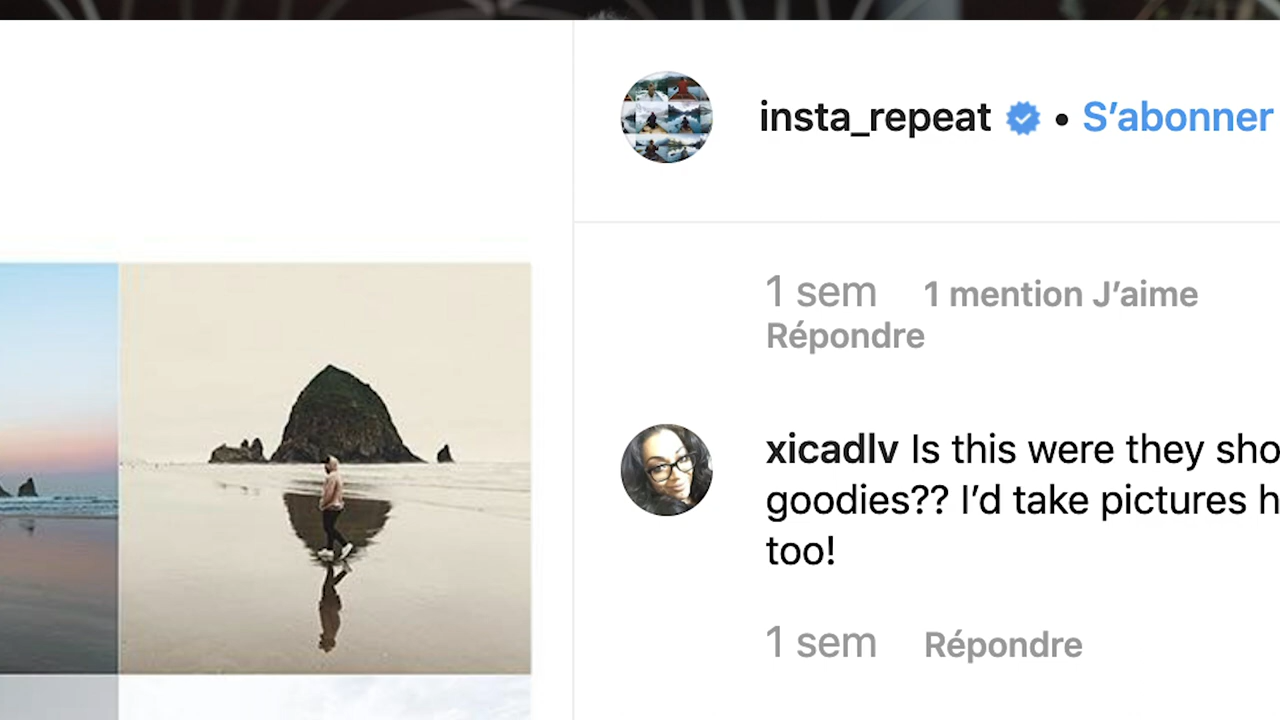 insta_repeat • S’abonner
1 sem 1 mention J’aime
Répondre
xicadlv Is this were they
goodies?? I’d take pictures
too!
1 sem Répondre